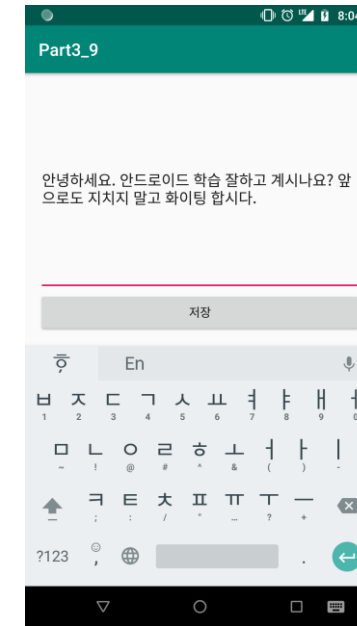 8:04
Part3_9
안녕하세요. 안드로이드 학습 잘하고 계시나요? 앞
으로도 지치지 말고 화이팅 합시다.
저장
En
ㅂ ㅈ ㄷ ㄱ ㅅ ㅛ ㅕ ㅑ ㅐ ㅔ
1 2 3 4 5 6 7 8 9 0
ㅁ ㄴ ㅇ ㄹ ㅎ ㅗ ㅓ ㅏ ㅣ
~ ! @ # ^ & ( ) -
ㅋ ㅌ ㅊ ㅍ ㅠ ㅜ ㅡ
; : / " … ? +
?123 , .